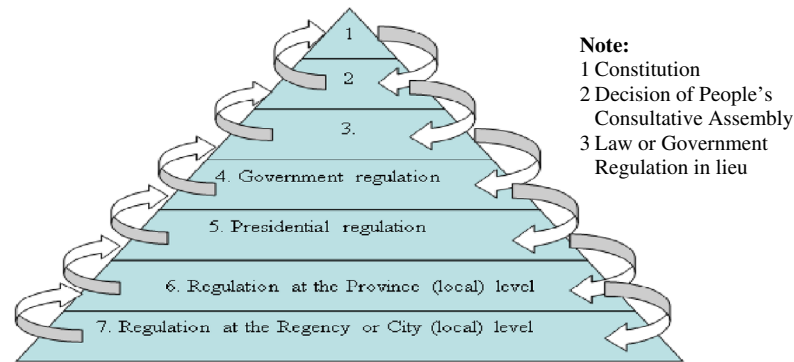 1
2
3.
4. Government regulation
5. Presidential regulation
6. Regulation at the Province (local) level
7. Regulation at the Regency or City (local) level
Note:
1 Constitution
2 Decision of People's
Consultative Assembly
3 Law or Government
Regulation in lieu